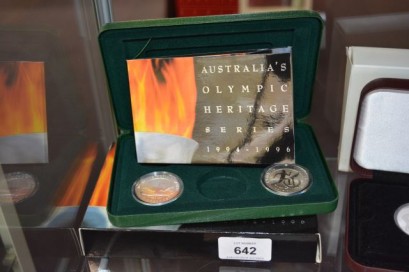 AUSTRALIA'S
OLYMPIC
HERITAGE
SERIES
1994-1996
642